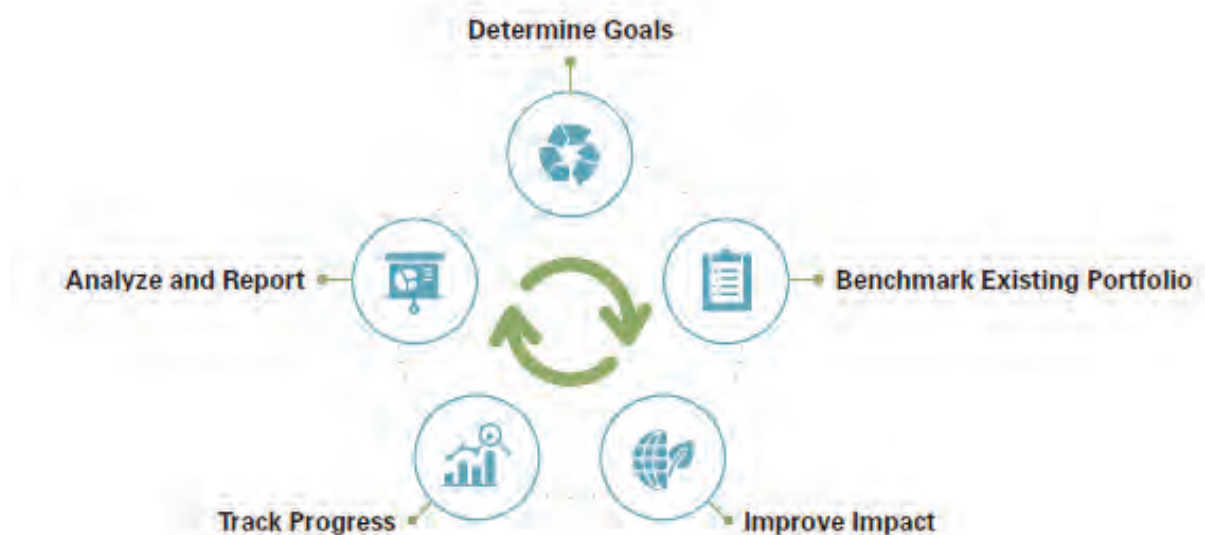 Determine Goals
Analyze and Report
Benchmark Existing Portfolio
Track Progress
Improve Impact